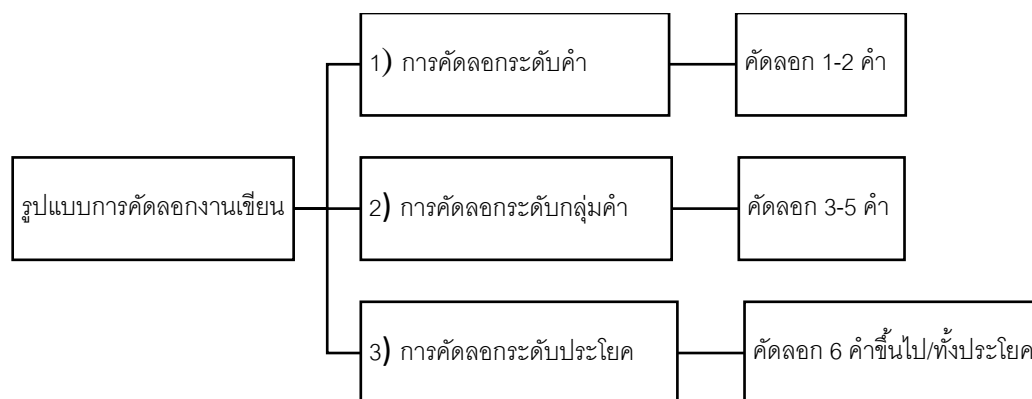 1) การคัดลอกระดับคำ
คัดลอก 1-2 คำ
รูปแบบการคัดลอกงานเขียน
2) การคัดลอกระดับกลุ่มคำ
คัดลอก 3-5 คำ
3) การคัดลอกระดับประโยค
คัดลอก 6 คำขึ้นไป/ทั้งประโยค